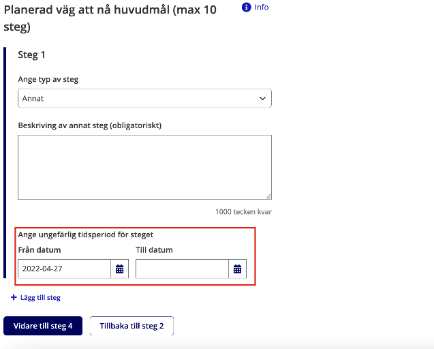 Planerad väg att nå huvudmål (max 10
Info
steg)
Steg 1
Ange typ av steg
Annat
Beskriving av annat steg (obligatoriskt)
1000 tecken kvar
Ange ungefärlig tidsperiod för steget
Från datum
Till datum
2022-04-27
+ Lägg till steg
Vidare till steg 4
Tillbaka till steg 2